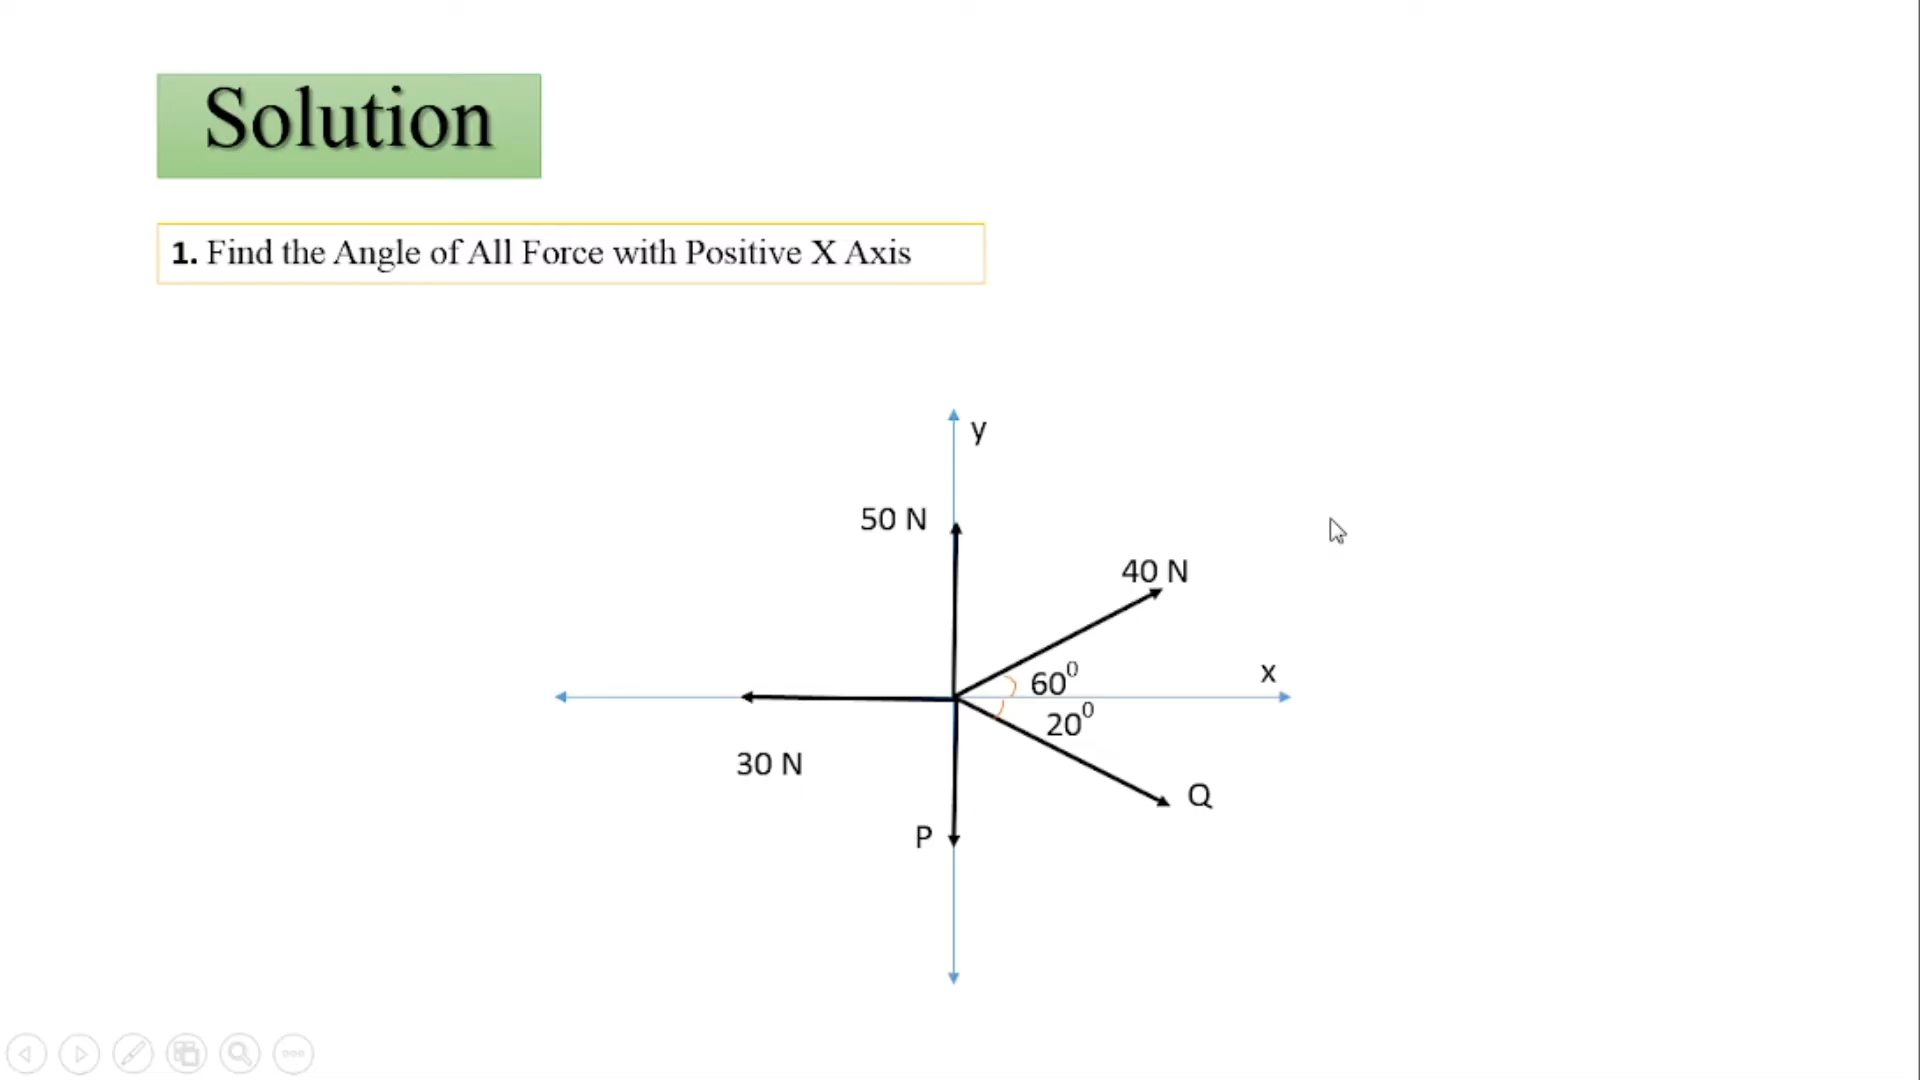 Solution
1. Find the Angle of All Force with Positive X Axis
y
50 N
40 N
x
60⁰
20⁰
30 N
Q
P